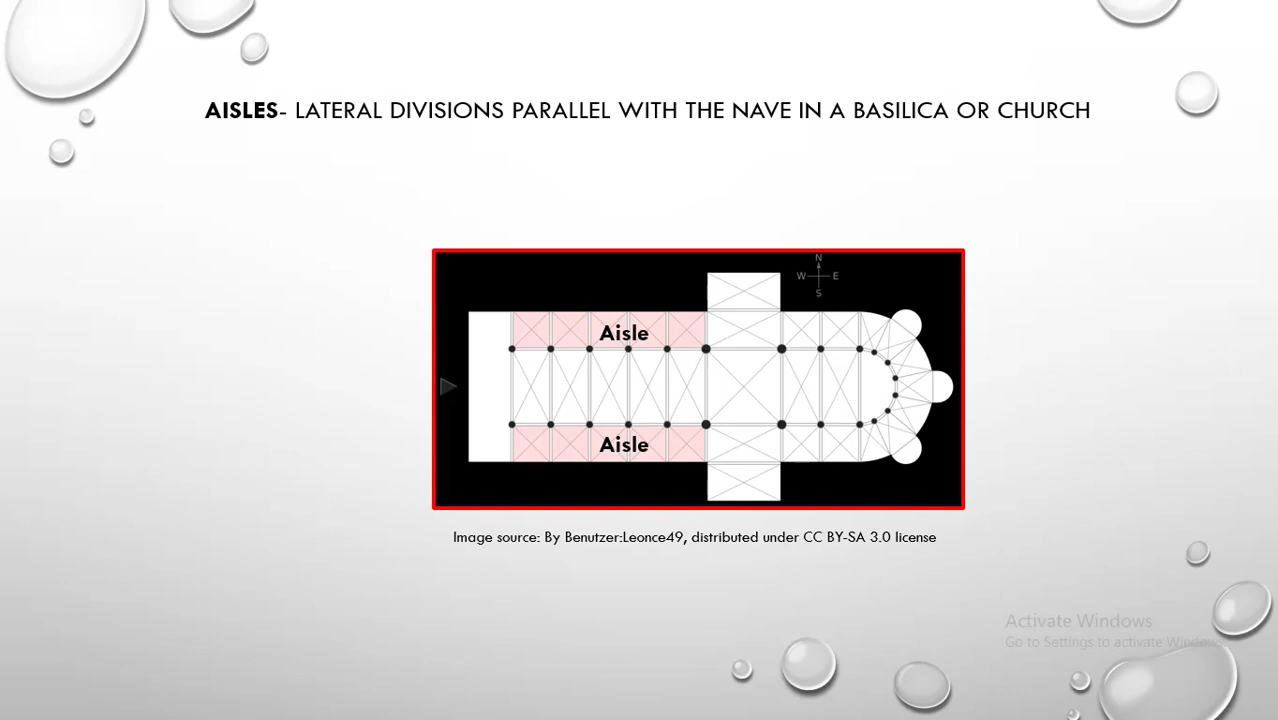 AISLES- LATERAL DIVISIONS PARALLEL WITH THE NAVE IN A BASILICA OR CHURCH
N
W E
S
Aisle
Aisle
Image source: By Benutzer:Leonce49, distributed under CC BY-SA 3.0 license
Activate Windows
Go to Settings to activate Windows.